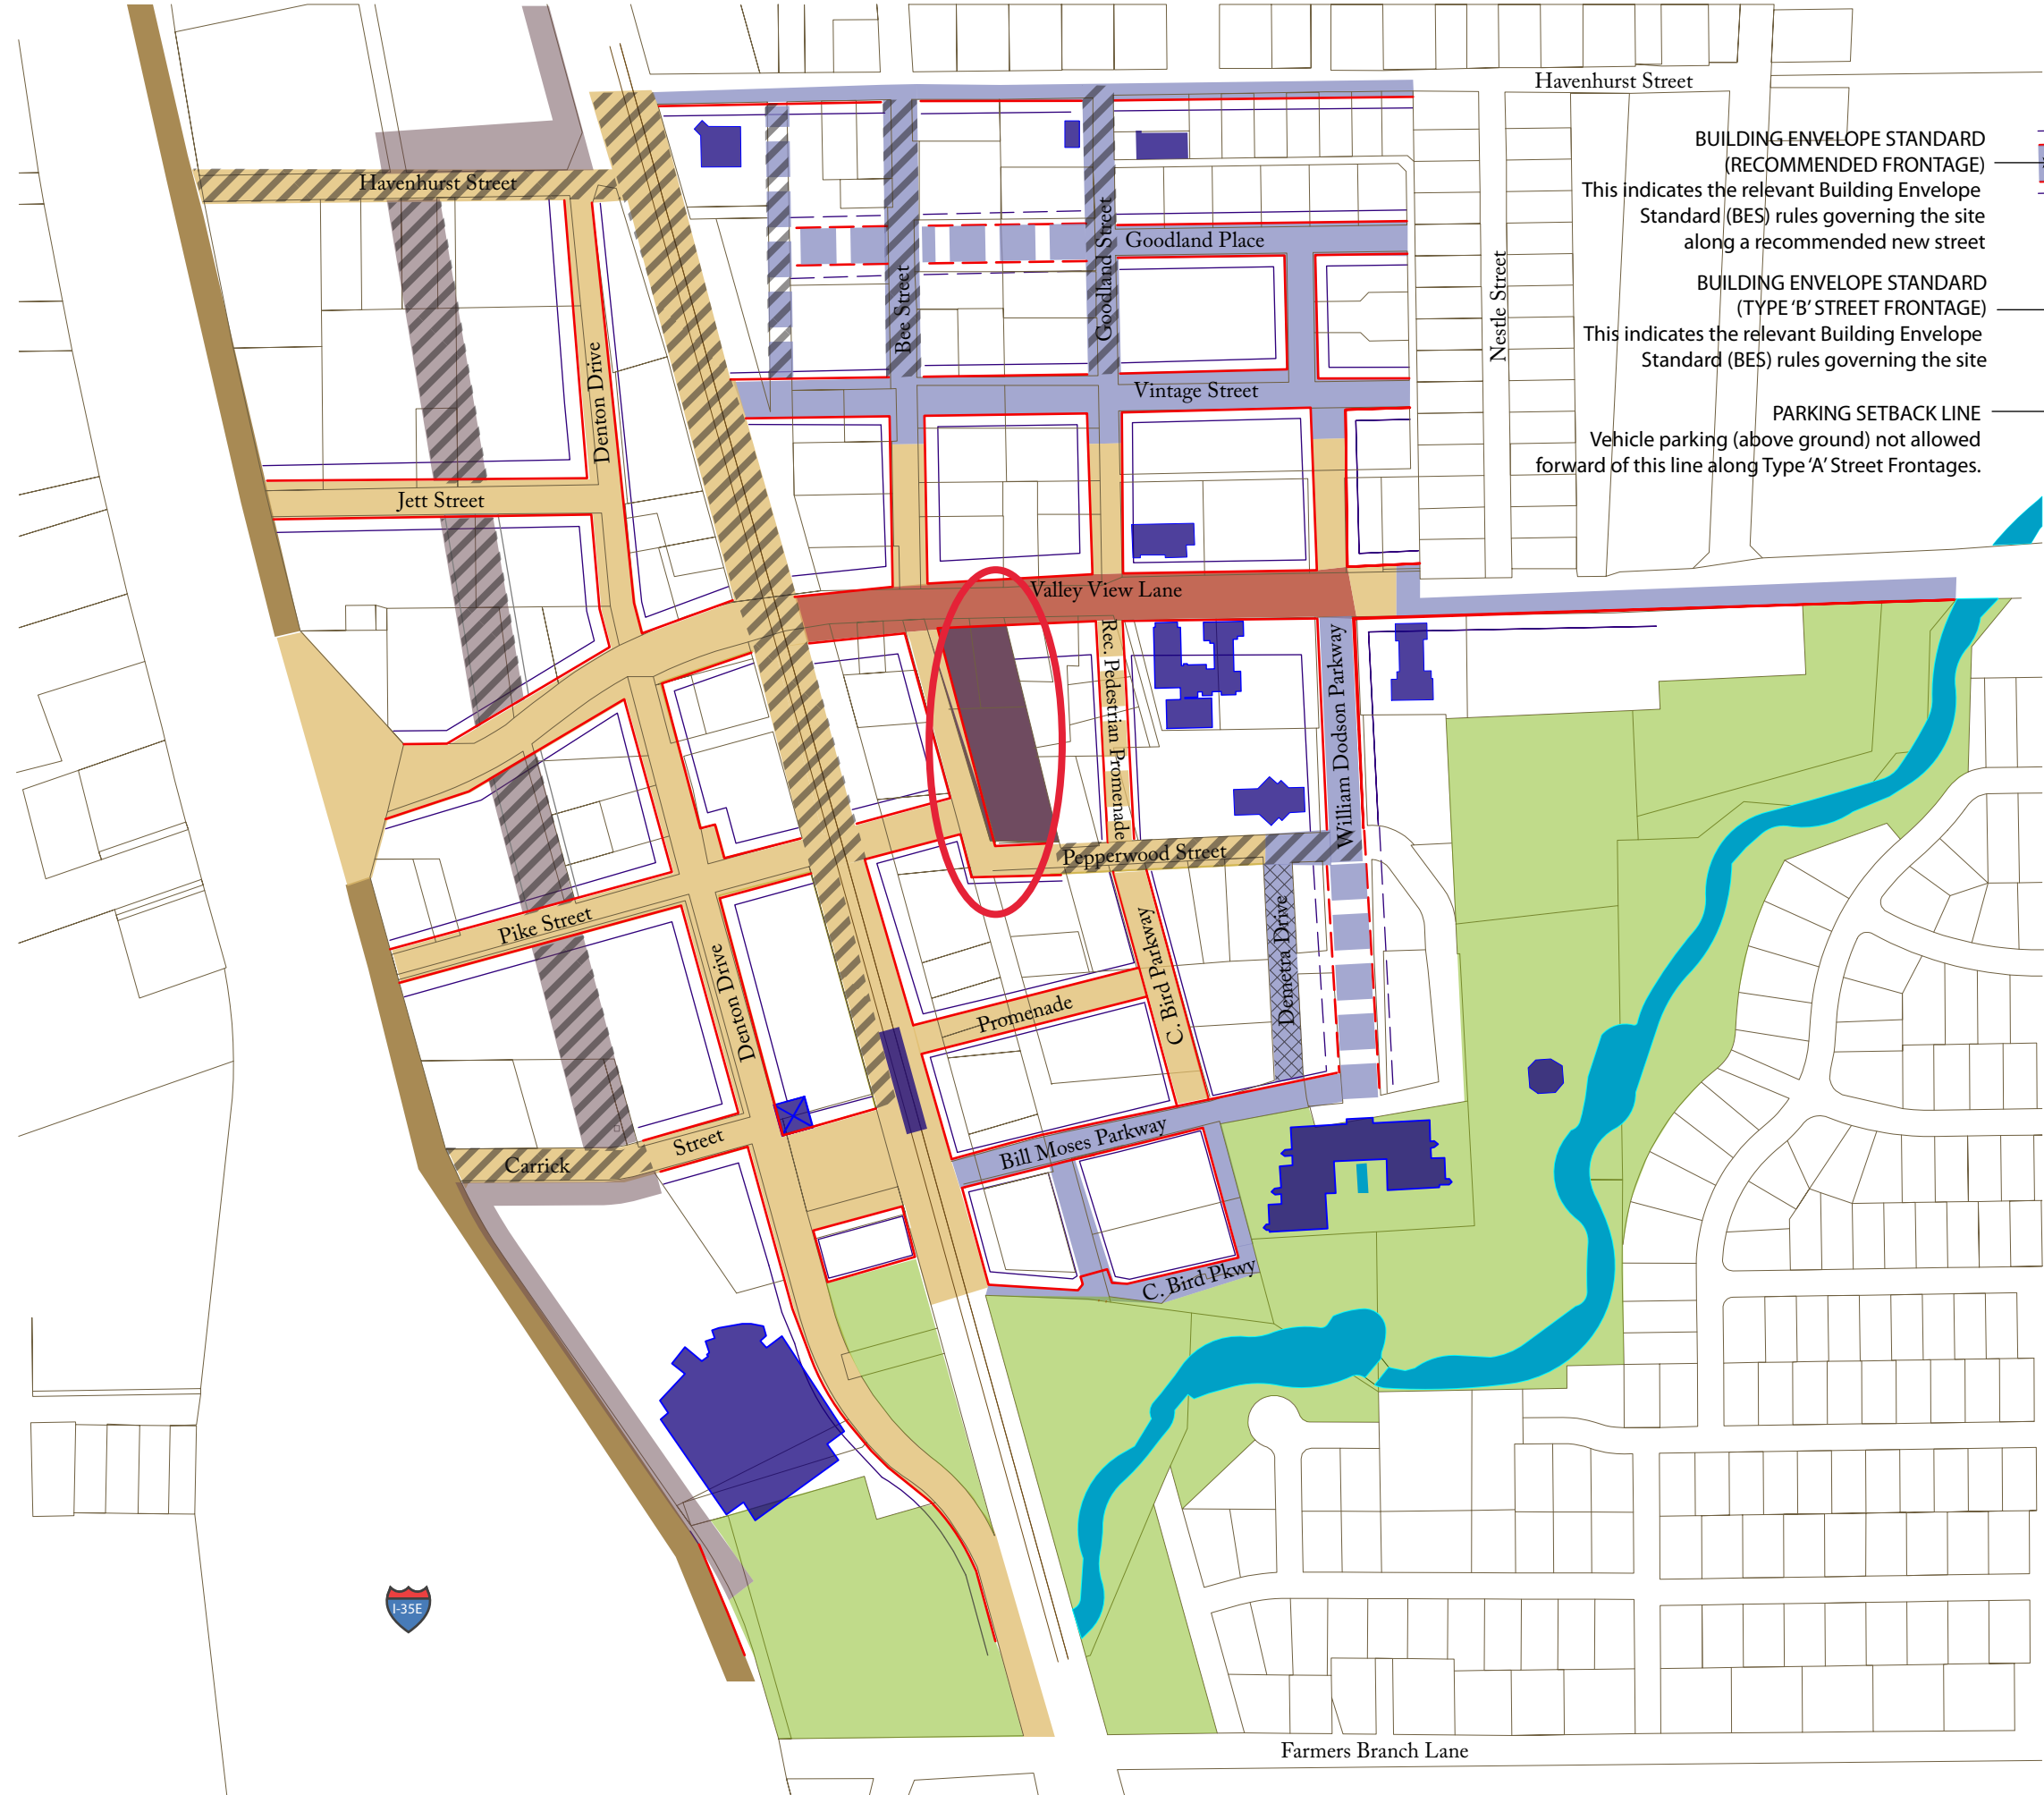 Havenhurst Street
BUILDING ENVELOPE STANDARD
(RECOMMENDED FRONTAGE)
This indicates the relevant Building Envelope
Standard (BES) rules governing the site
along a recommended new street
BUILDING ENVELOPE STANDARD
(TYPE ‘B’ STREET FRONTAGE)
This indicates the relevant Building Envelope
Standard (BES) rules governing the site
PARKING SETBACK LINE
Vehicle parking (above ground) not allowed
forward of this line along Type ‘A’ Street Frontages.
Havenhurst Street
Goodland Place
Goodland Street
Bee Street
Nestle Street
Denton Drive
Vintage Street
Jett Street
Valley View Lane
Rec. Pedestrian Promenade
William Dodson Parkway
Pepperwood Street
Pike Street
Denton Drive
Promenade
C. Bird Parkway
Demetra Drive
Bill Moses Parkway
Street
Carrick
C. Bird Pkwy
I-35E
Farmers Branch Lane